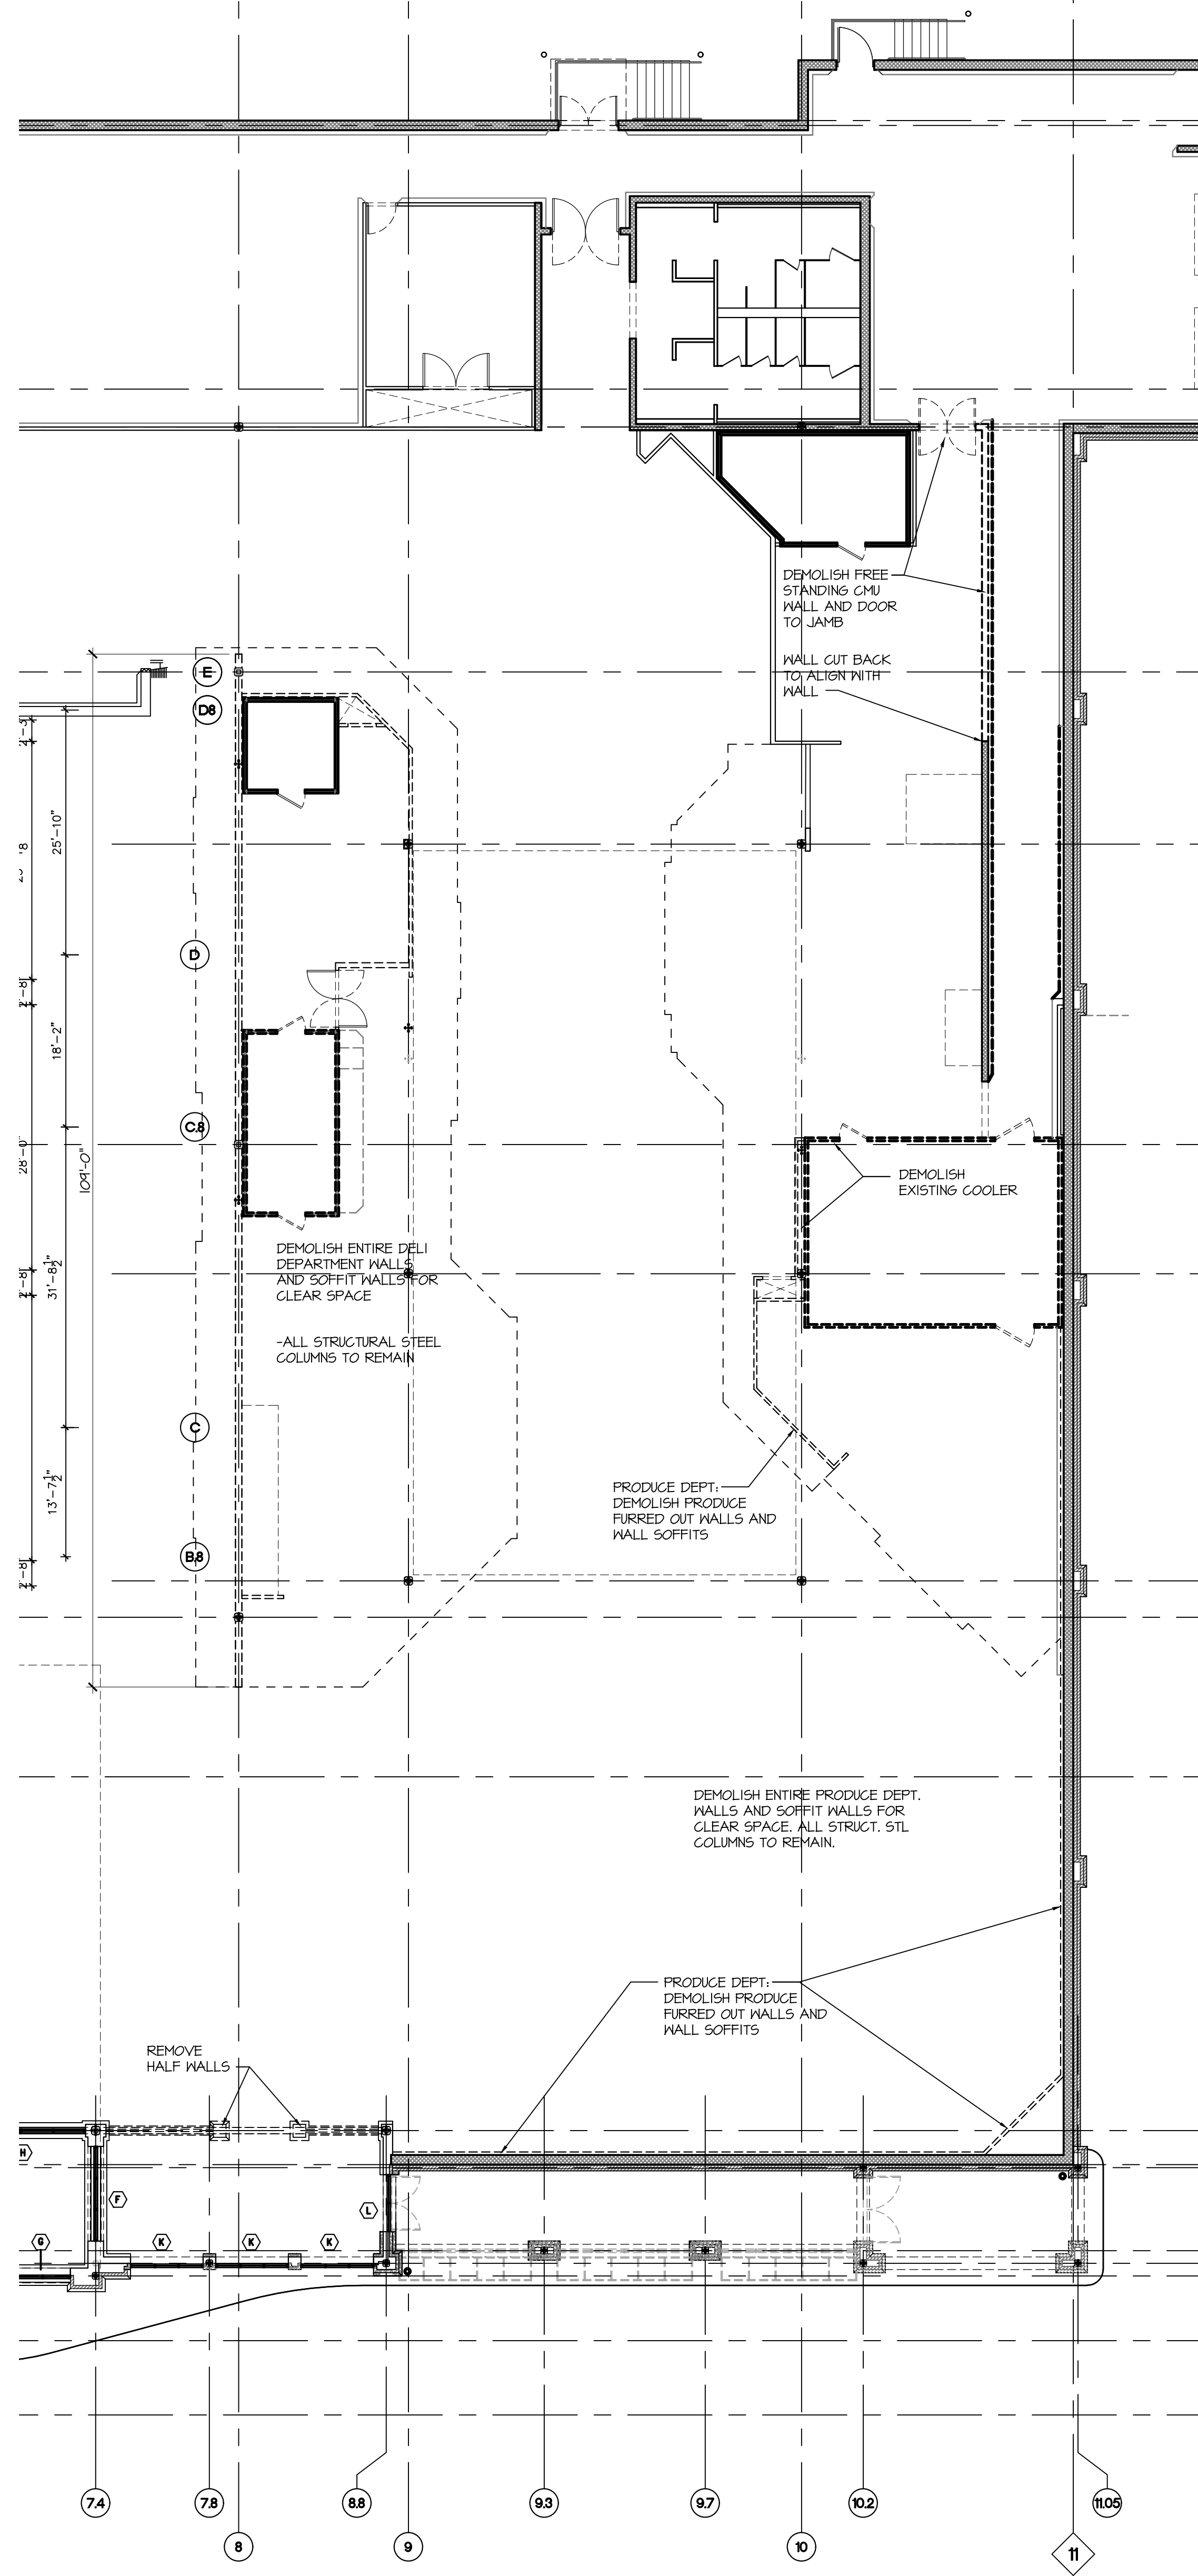 DEMOLISH FREE
STANDING CMU
WALL AND DOOR
TO JAMB
WALL CUT BACK
TO ALIGN WITH
WALL
E
D.8
25'-10"
D
18'-2"
C.8
28'-0"
109'-0"
DEMOLISH
EXISTING COOLER
DEMOLISH ENTIRE DELI
DEPARTMENT WALLS
AND SOFFIT WALLS FOR
CLEAR SPACE
31'-8½"
-ALL STRUCTURAL STEEL
COLUMNS TO REMAIN
C
13'-7½"
PRODUCE DEPT:
DEMOLISH PRODUCE
FURRED OUT WALLS AND
WALL SOFFITS
B.8
DEMOLISH ENTIRE PRODUCE DEPT.
WALLS AND SOFFIT WALLS FOR
CLEAR SPACE. ALL STRUCT. STL
COLUMNS TO REMAIN.
PRODUCE DEPT:
DEMOLISH PRODUCE
FURRED OUT WALLS AND
WALL SOFFITS
REMOVE
HALF WALLS
H
F
L
G
K
K
K
7.4
7.8
8.8
9.3
9.7
10.2
11.05
8
9
10
11